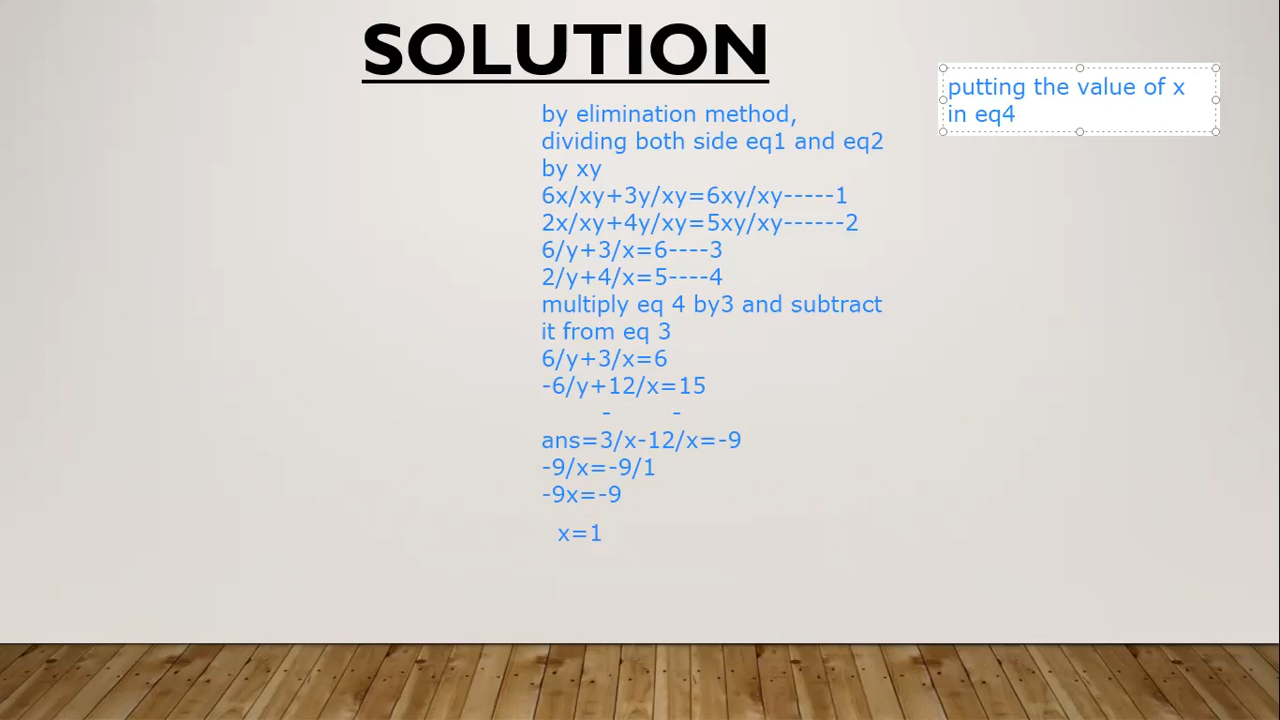 SOLUTION
by elimination method,
dividing both side eq1 and eq2
by xy
6x/xy+3y/xy=6xy/xy-----1
2x/xy+4y/xy=5xy/xy------2
6/y+3/x=6----3
2/y+4/x=5----4
multiply eq 4 by3 and subtract
it from eq 3
6/y+3/x=6
-6/y+12/x=15
- -
ans=3/x-12/x=-9
-9/x=-9/1
-9x=-9
x=1
putting the value of x
in eq4